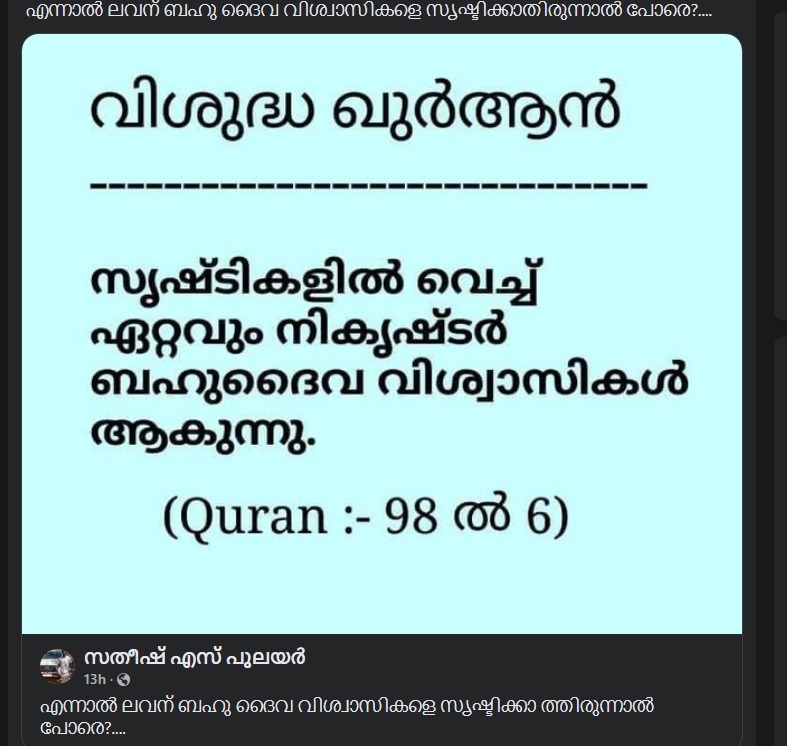 എന്നാൽ ലവന് ബഹു ദൈവ വിശ്വാസികളെ സൃഷ്ടിക്കാതിരുന്നാൽ പോരെ?....
വിശുദ്ധ ഖുർആൻ
-------------------------------
സൃഷ്ടികളിൽ വെച്ച്
ഏറ്റവും നികൃഷ്ടർ
ബഹുദൈവ വിശ്വാസികൾ
ആകുന്നു.
(Quran :- 98 ൽ 6)
സതീഷ് എസ് പുലയർ
13h ·
എന്നാൽ ലവന് ബഹു ദൈവ വിശ്വാസികളെ സൃഷ്ടിക്കാ ത്തിരുന്നാൽ
പോരെ?....